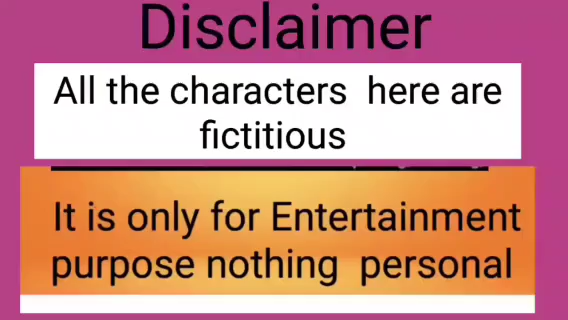 Disclaimer
All the characters here are
fictitious
It is only for Entertainment
purpose nothing personal